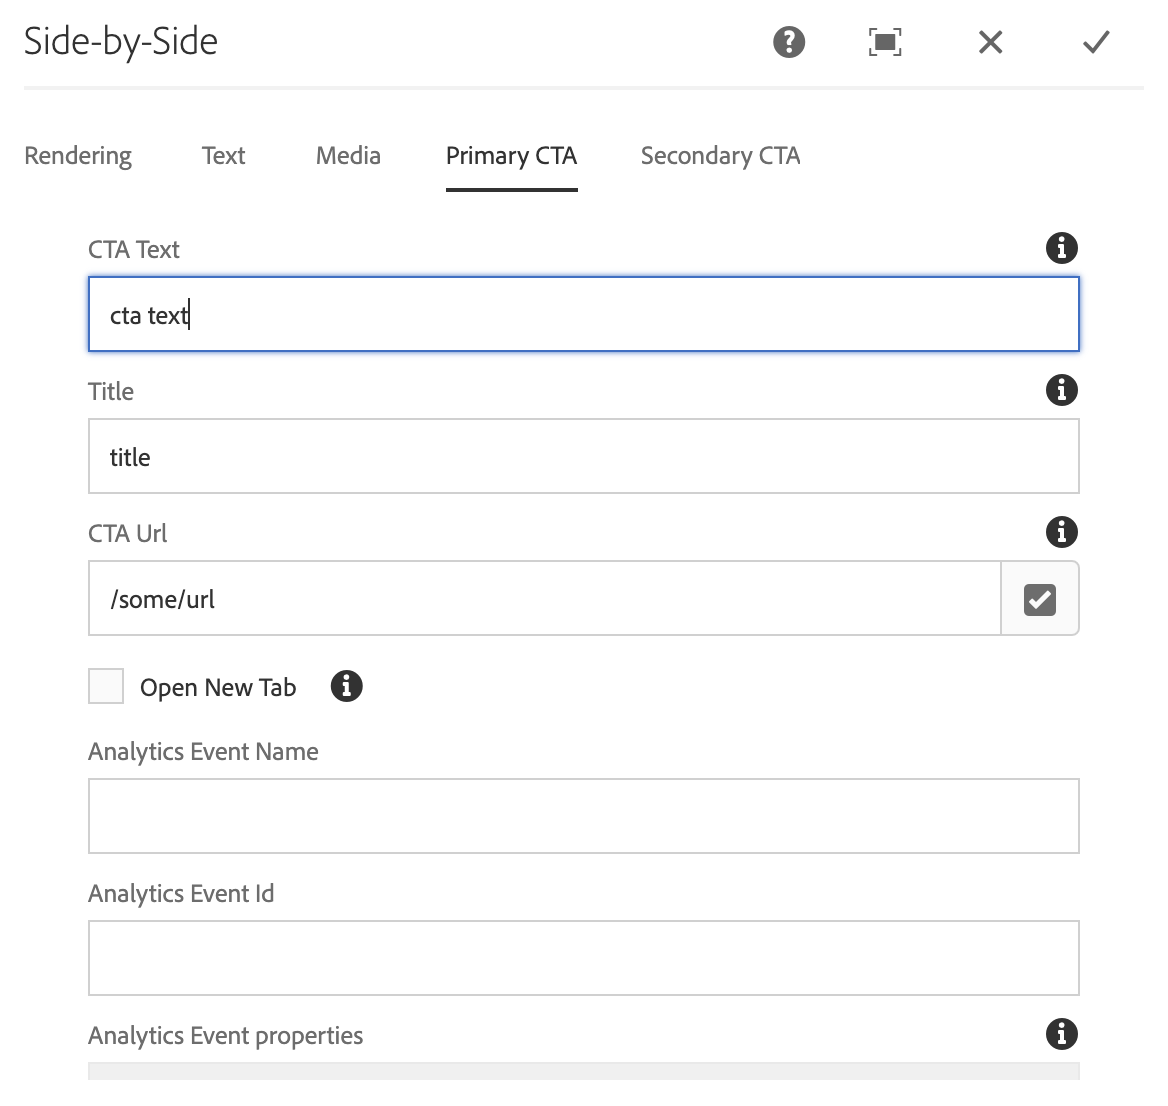 Side-by-Side
Rendering Text Media Primary CTA Secondary CTA
CTA Text
cta text
Title
title
CTA Url
/some/url
Open New Tab
Analytics Event Name
Analytics Event Id
Analytics Event properties